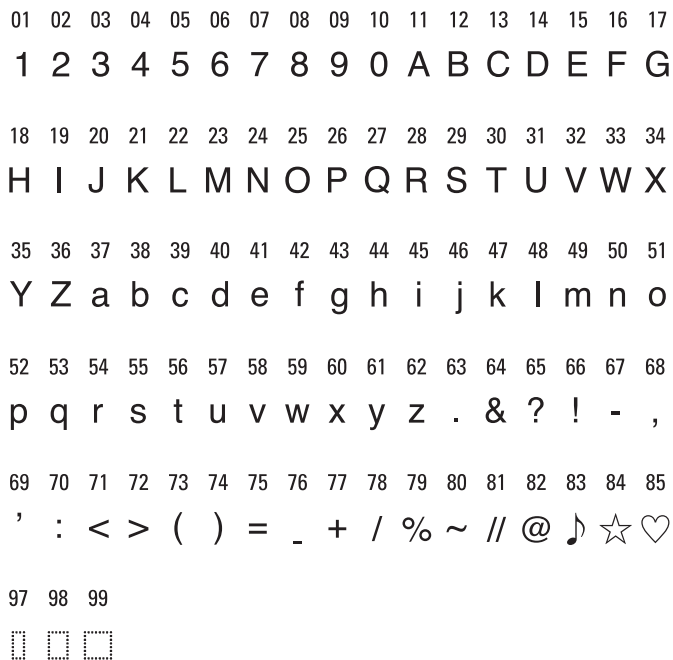 01 02 03 04 05 06 07 08 09 10 11 12 13 14 15 16 17
1 2 3 4 5 6 7 8 9 0 A B C D E F G
18 19 20 21 22 23 24 25 26 27 28 29 30 31 32 33 34
H I J K L M N O P Q R S T U V W X
35 36 37 38 39 40 41 42 43 44 45 46 47 48 49 50 51
Y Z a b c d e f g h i j k l m n o
52 53 54 55 56 57 58 59 60 61 62 63 64 65 66 67 68
p q r s t u v w x y z . & ? ! - ,
69 70 71 72 73 74 75 76 77 78 79 80 81 82 83 84 85
’ : < > ( ) = _ + / % ~ // @ ♪ ☆ ♡
97 98 99